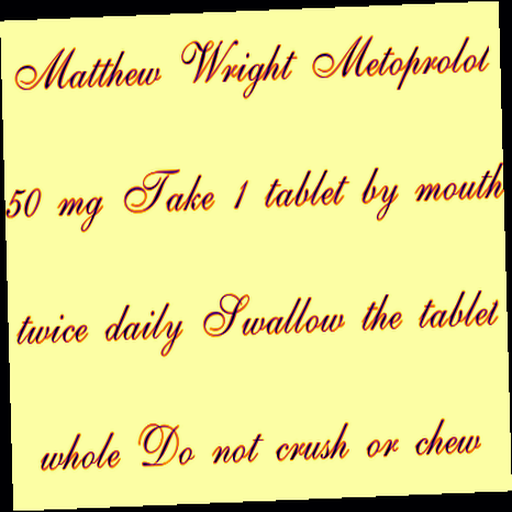 Matthew Wright Metoprolol
50 mg Take 1 tablet by mouth
twice daily Swallow the tablet
whole Do not crush or chew